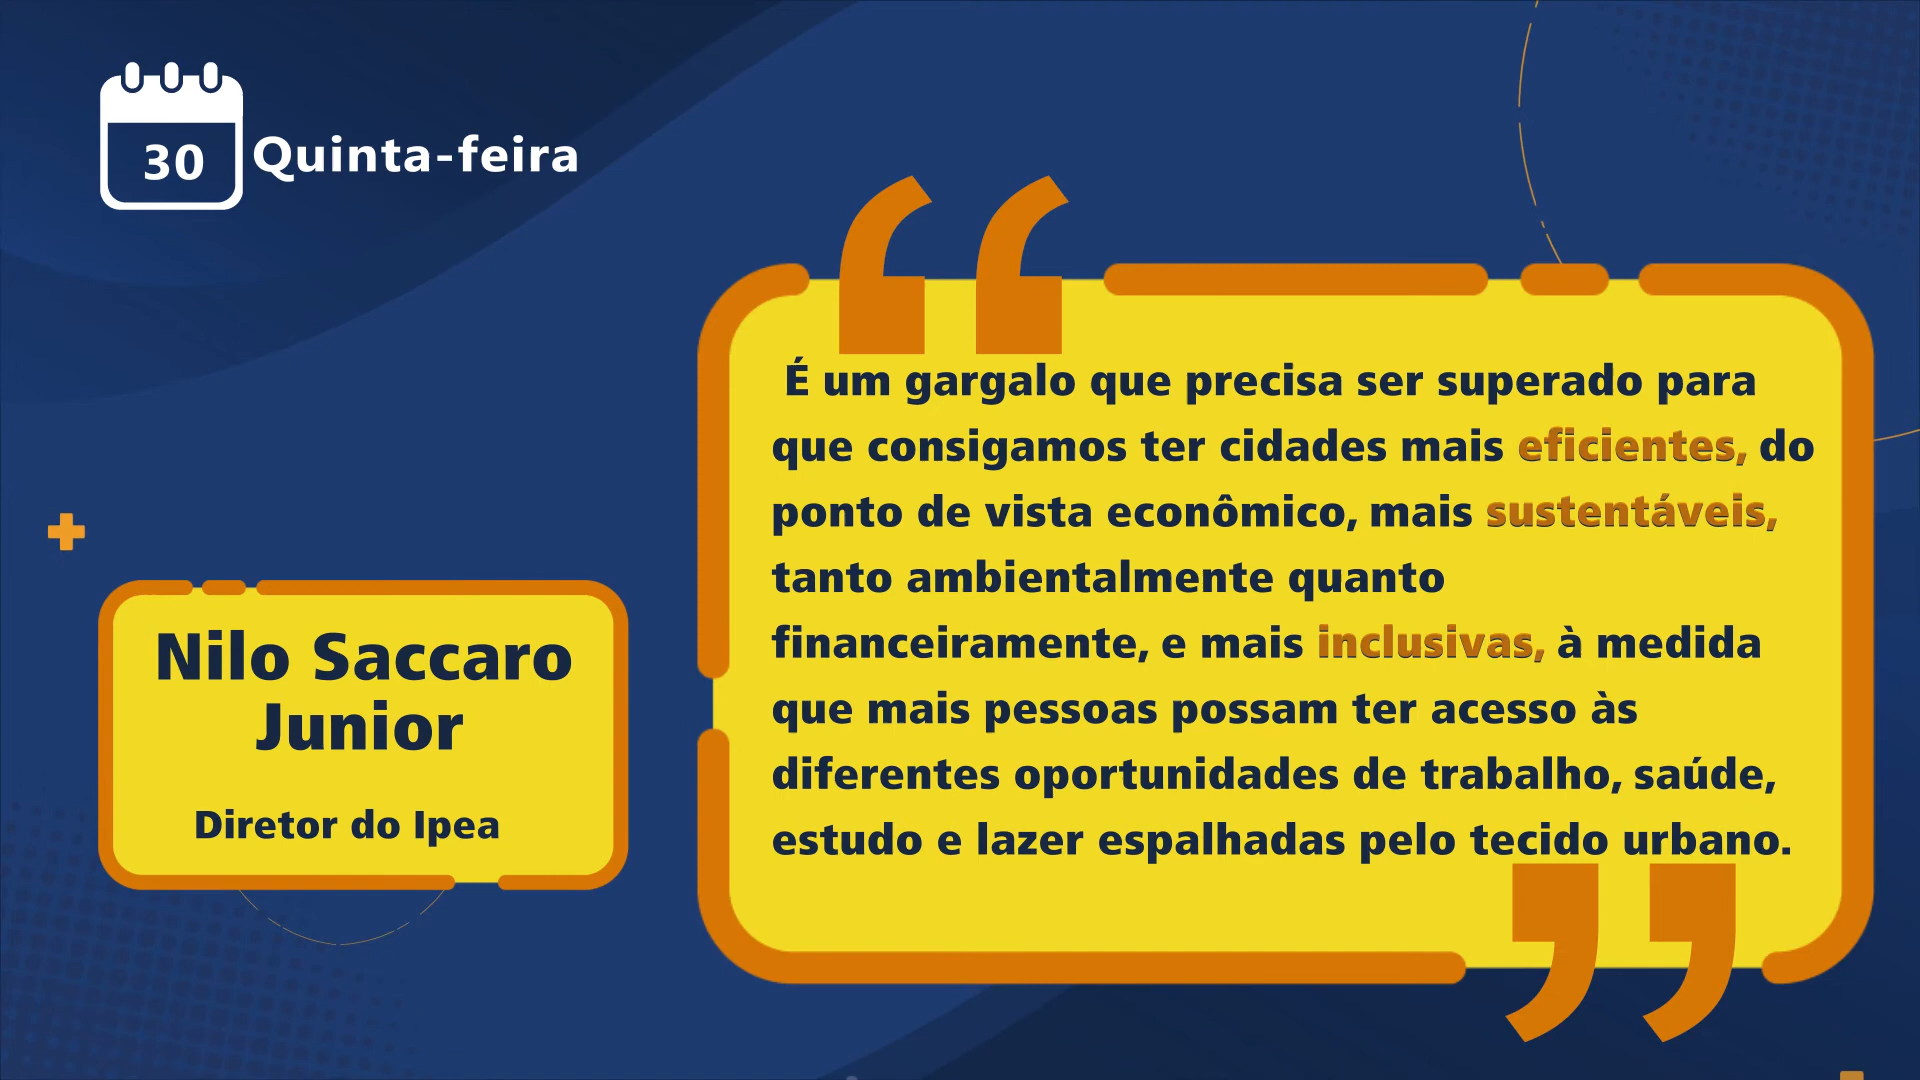 30
Quinta-feira
É um gargalo que precisa ser superado para
que consigamos ter cidades mais eficientes, do
ponto de vista econômico, mais sustentáveis,
tanto ambientalmente quanto
financeiramente, e mais inclusivas, à medida
que mais pessoas possam ter acesso às
diferentes oportunidades de trabalho, saúde,
estudo e lazer espalhadas pelo tecido urbano.
Nilo Saccaro
Junior
Diretor do Ipea